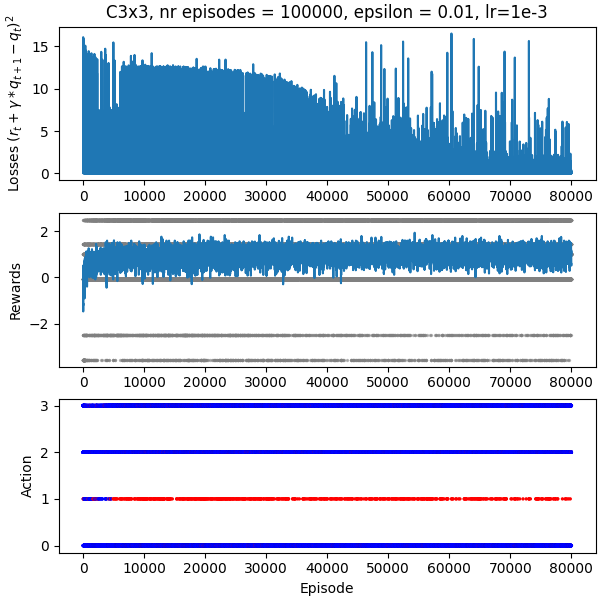 C3x3, nr episodes = 100000, epsilon = 0.01, lr=1e-3
Losses $(r_t + \gamma * q_{t+1} - q_t)^2$
15
10
5
0
0 10000 20000 30000 40000 50000 60000 70000 80000
Rewards
2
0
−2
0 10000 20000 30000 40000 50000 60000 70000 80000
Action
3
2
1
0
0 10000 20000 30000 40000 50000 60000 70000 80000
Episode